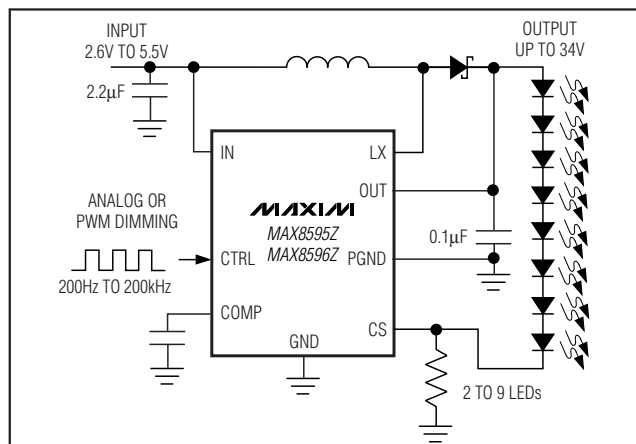 INPUT
2.6V TO 5.5V
OUTPUT
UP TO 34V
2.2µF
IN
LX
OUT
ANALOG OR
PWM DIMMING
MAXIM
MAX8595Z
MAX8596Z
0.1µF
CTRL
PGND
200Hz TO 200kHz
COMP
CS
GND
2 TO 9 LEDs